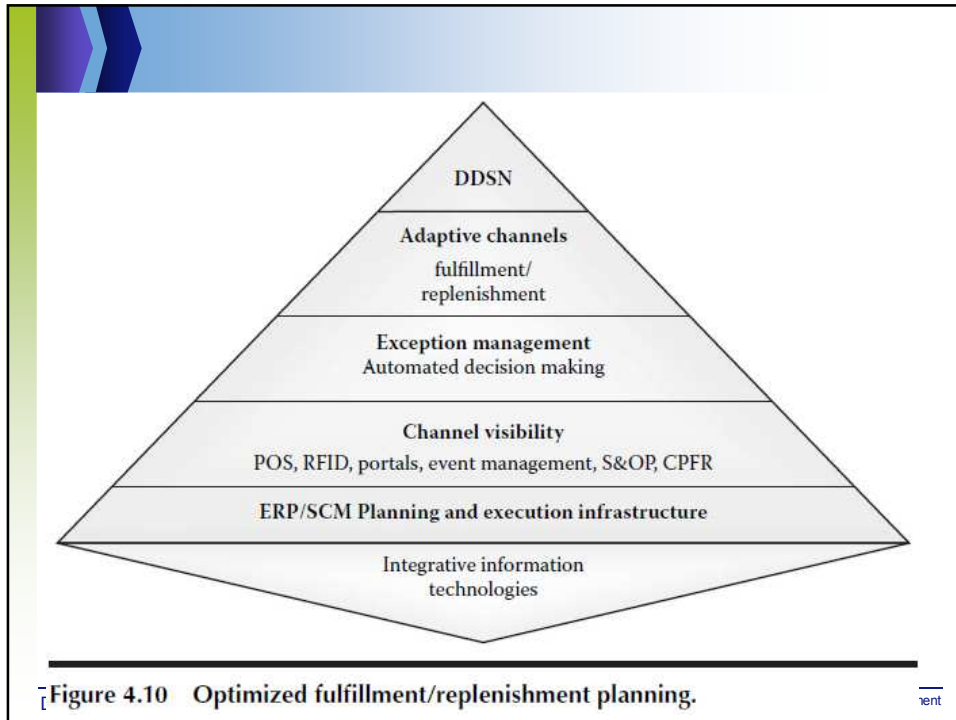 DDSN
Adaptive channels
fulfillment/
replenishment
Exception management
Automated decision making
Channel visibility
POS, RFID, portals, event management, S&OP, CPFR
ERP/SCM Planning and execution infrastructure
Integrative information
technologies
Figure 4.10 Optimized fulfillment/replenishment planning.